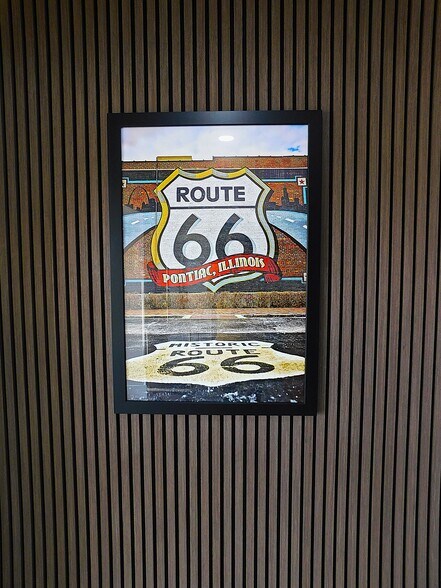 ROUTE
66
PONTIAC, ILLINOIS
HISTORIC
ROUTE
66